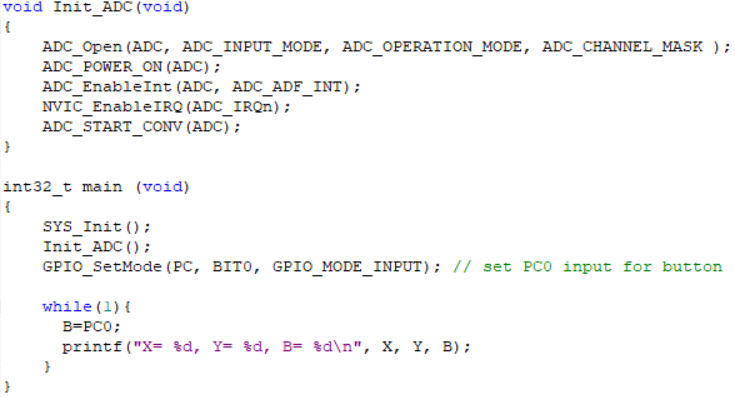 void Init_ADC(void)
{
    ADC_Open(ADC, ADC_INPUT_MODE, ADC_OPERATION_MODE, ADC_CHANNEL_MASK );
    ADC_POWER_ON(ADC);
    ADC_EnableInt(ADC, ADC_ADF_INT);
    NVIC_EnableIRQ(ADC_IRQn);
    ADC_START_CONV(ADC);
}

int32_t main (void)
{
    SYS_Init();
    Init_ADC();
    GPIO_SetMode(PC, BIT0, GPIO_MODE_INPUT); // set PC0 input for button

    while(1){
      B=PC0;
      printf("X= %d, Y= %d, B= %d\n", X, Y, B);
    }
}